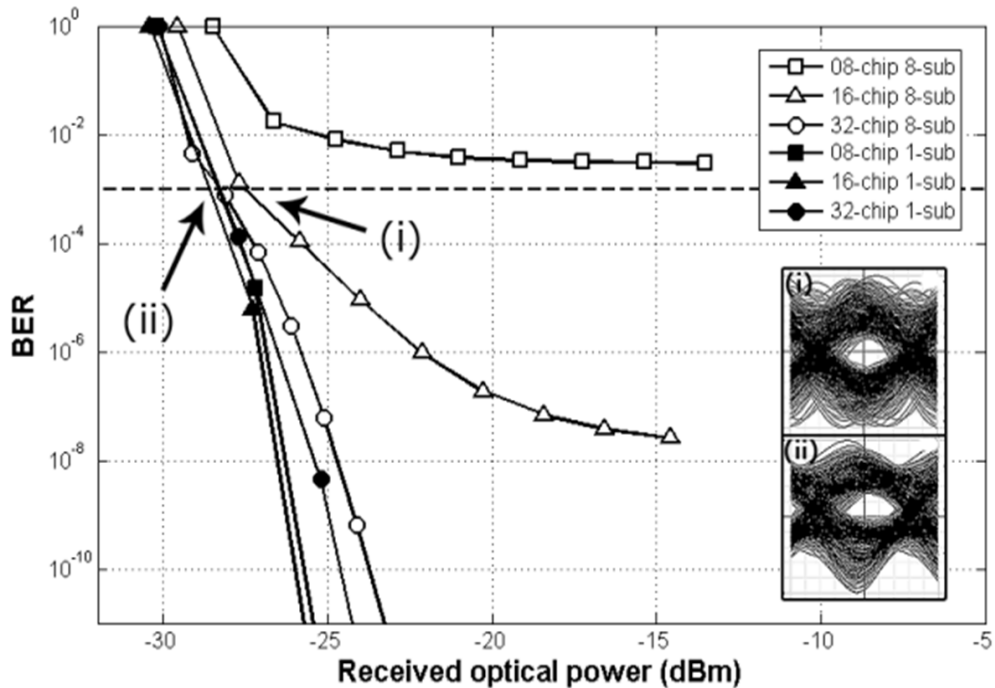 10^0
10^-2
10^-4
10^-6
10^-8
10^-10
BER
-30
-25
-20
-15
-10
-5
Received optical power (dBm)
08-chip 8-sub
16-chip 8-sub
32-chip 8-sub
08-chip 1-sub
16-chip 1-sub
32-chip 1-sub
(i)
(ii)
(i)
(ii)